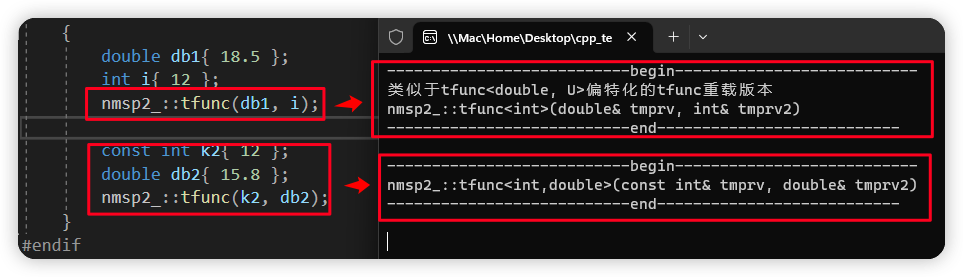 {
double db1{ 18.5 };
int i{ 12 };
nmsp2_::tfunc(db1, i);
const int k2{ 12 };
double db2{ 15.8 };
nmsp2_::tfunc(k2, db2);
}
#endif
\\Mac\Home\Desktop\cpp_te
----------------------------begin----------------------------
类似于tfunc<double, U>偏特化的tfunc重载版本
nmsp2_::tfunc<int>(double& tmprv, int& tmprv2)
----------------------------end----------------------------
----------------------------begin----------------------------
nmsp2_::tfunc<int,double>(const int& tmprv, double& tmprv2)
----------------------------end----------------------------